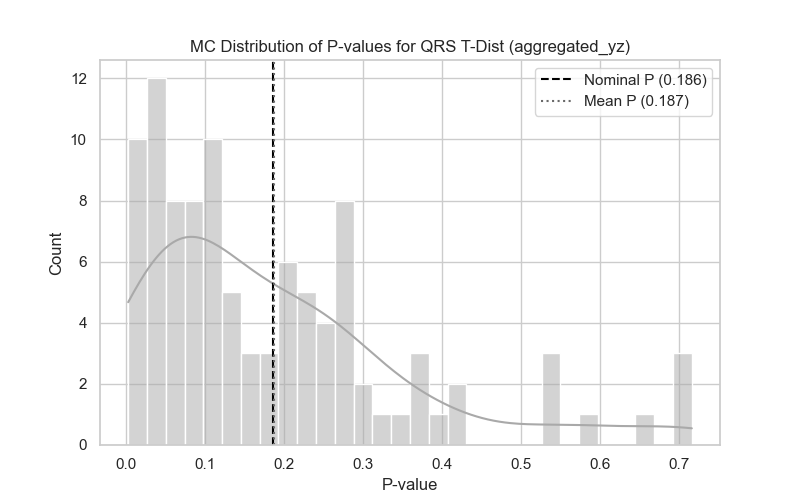 MC Distribution of P-values for QRS T-Dist (aggregated_yz)
Nominal P (0.186)
Mean P (0.187)
12
10
8
6
4
2
0
Count
0.0 0.1 0.2 0.3 0.4 0.5 0.6 0.7
P-value